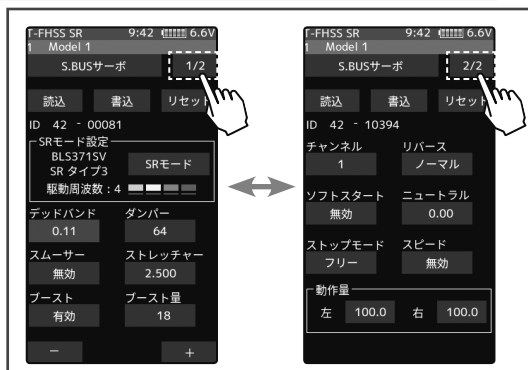 T-FHSS SR 9:42 6.6V
1 Model 1
S.BUSサーボ 1/2
読込 書込 リセット
ID 42 - 00081
SRモード設定
BLS371SV
SR タイプ3
SRモード
駆動周波数：4
デッドバンド ダンパー
0.11 64
スムーサー ストレッチャー
無効 2.500
ブースト ブースト量
有効 18
− +
T-FHSS SR 9:42 6.6V
1 Model 1
S.BUSサーボ 2/2
読込 書込 リセット
ID 42 - 10394
チャンネル リバース
1 ノーマル
ソフトスタート ニュートラル
無効 0.00
ストップモード スピード
フリー 無効
動作量
左 100.0 右 100.0